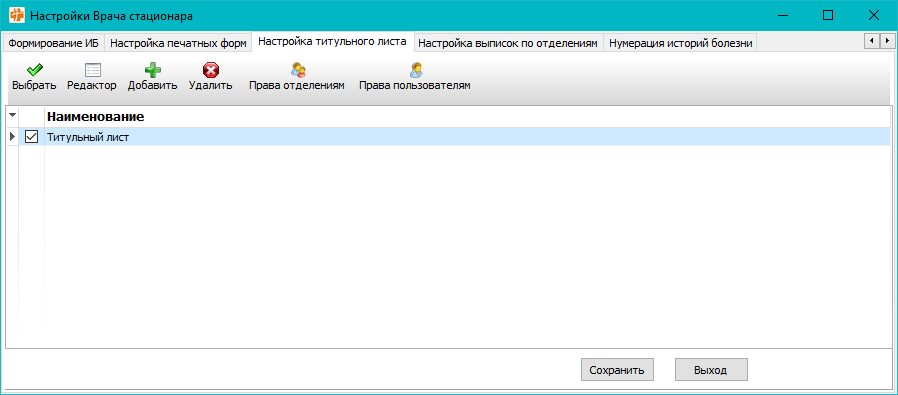 Настройки Врача стационара
Формирование ИБ Настройка печатных форм Настройка титульного листа Настройка выписок по отделениям Нумерация историй болезни
Выбрать Редактор Добавить Удалить Права отделениям Права пользователям
Наименование
Титульный лист
Сохранить Выход